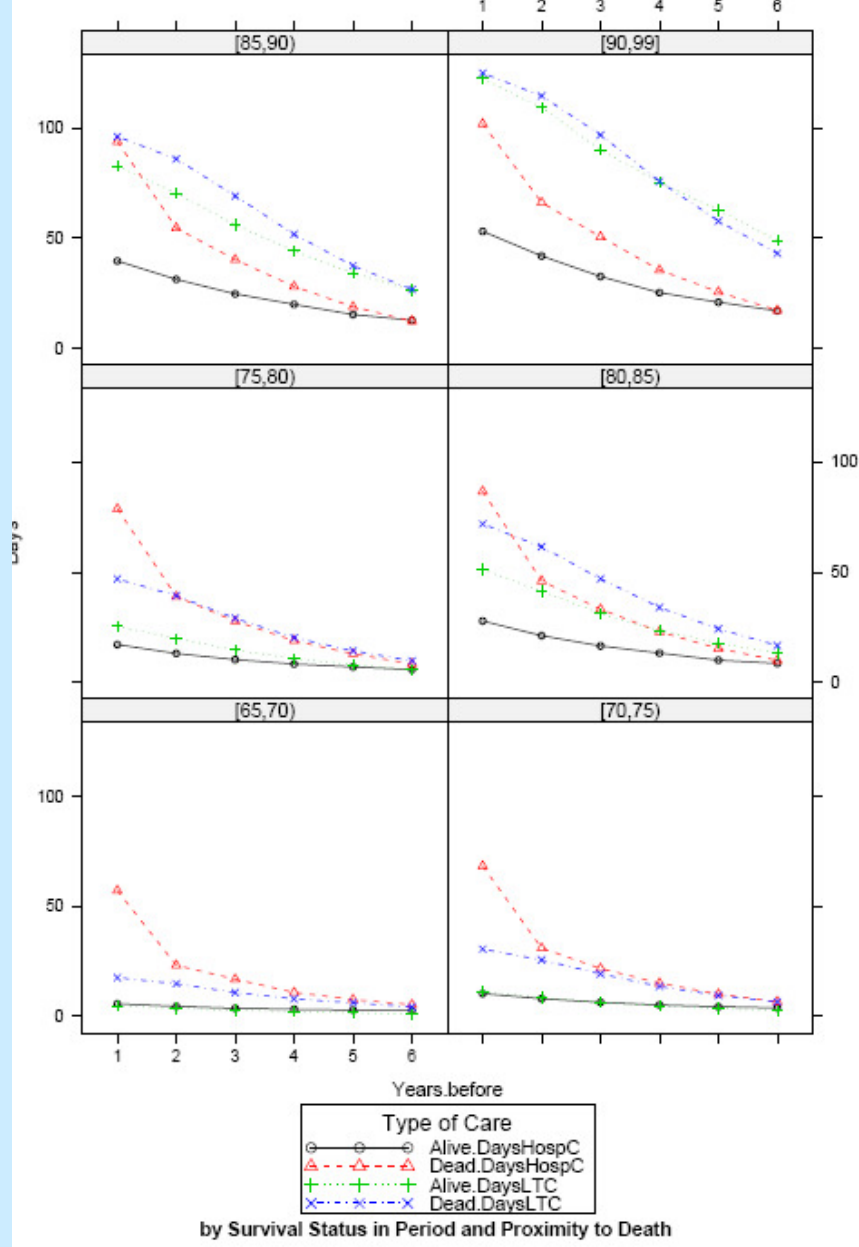 1 2 3 4 5 6
[85,90) [90,99]
100
50
0
[75,80) [80,85)
100
50
0
Days
[65,70) [70,75)
100
50
0
1 2 3 4 5 6
Years.before
Type of Care
Alive.DaysHospC
Dead.DaysHospC
Alive.DaysLTC
Dead.DaysLTC
by Survival Status in Period and Proximity to Death